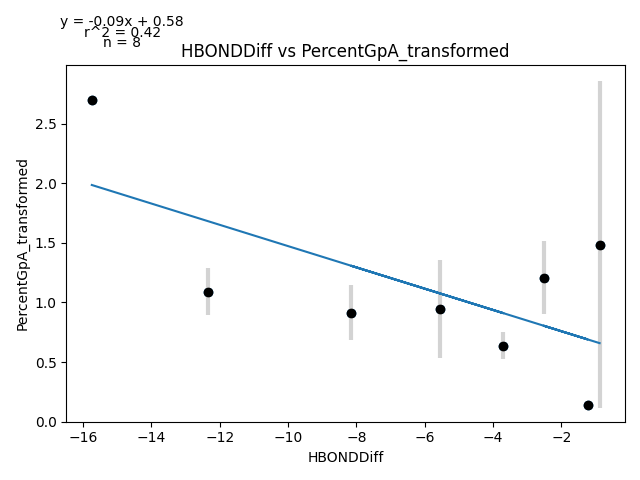 y = -0.09x + 0.58
r^2 = 0.42
n = 8
HBONDDiff vs PercentGpA_transformed
PercentGpA_transformed
2.5
2.0
1.5
1.0
0.5
0.0
−16 −14 −12 −10 −8 −6 −4 −2
HBONDDiff